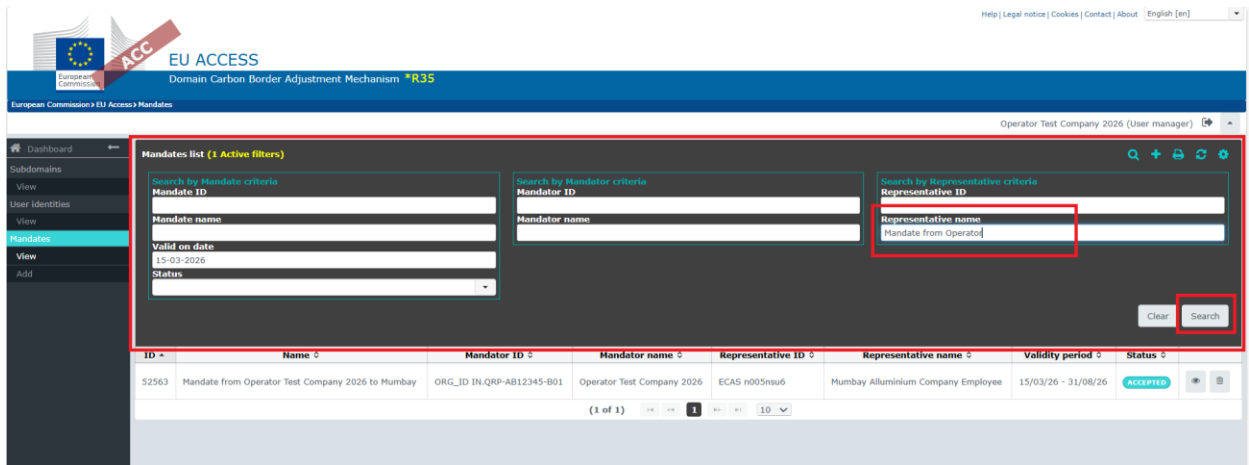 Help | Legal notice | Cookies | Contact | About English [en]
ACC
EU ACCESS
European Commission
Domain Carbon Border Adjustment Mechanism *R35
European Commission > EU Access > Mandates
Operator Test Company 2026 (User manager)
Dashboard
Subdomains
View
User identities
View
Mandates
View
Add
Mandates list (1 Active filters)
Search by Mandate criteria
Mandate ID
Mandate name
Valid on date
15-03-2026
Status
Search by Mandator criteria
Mandator ID
Mandator name
Search by Representative criteria
Representative ID
Representative name
Mandate from Operator
Clear Search
ID Name Mandator ID Mandator name Representative ID Representative name Validity period Status
52563 Mandate from Operator Test Company 2026 to Mumbay ORG_ID IN.QRP-AB12345-B01 Operator Test Company 2026 ECAS n005nsu6 Mumbay Alluminium Company Employee 15/03/26 - 31/08/26 ACCEPTED
(1 of 1) 1 10